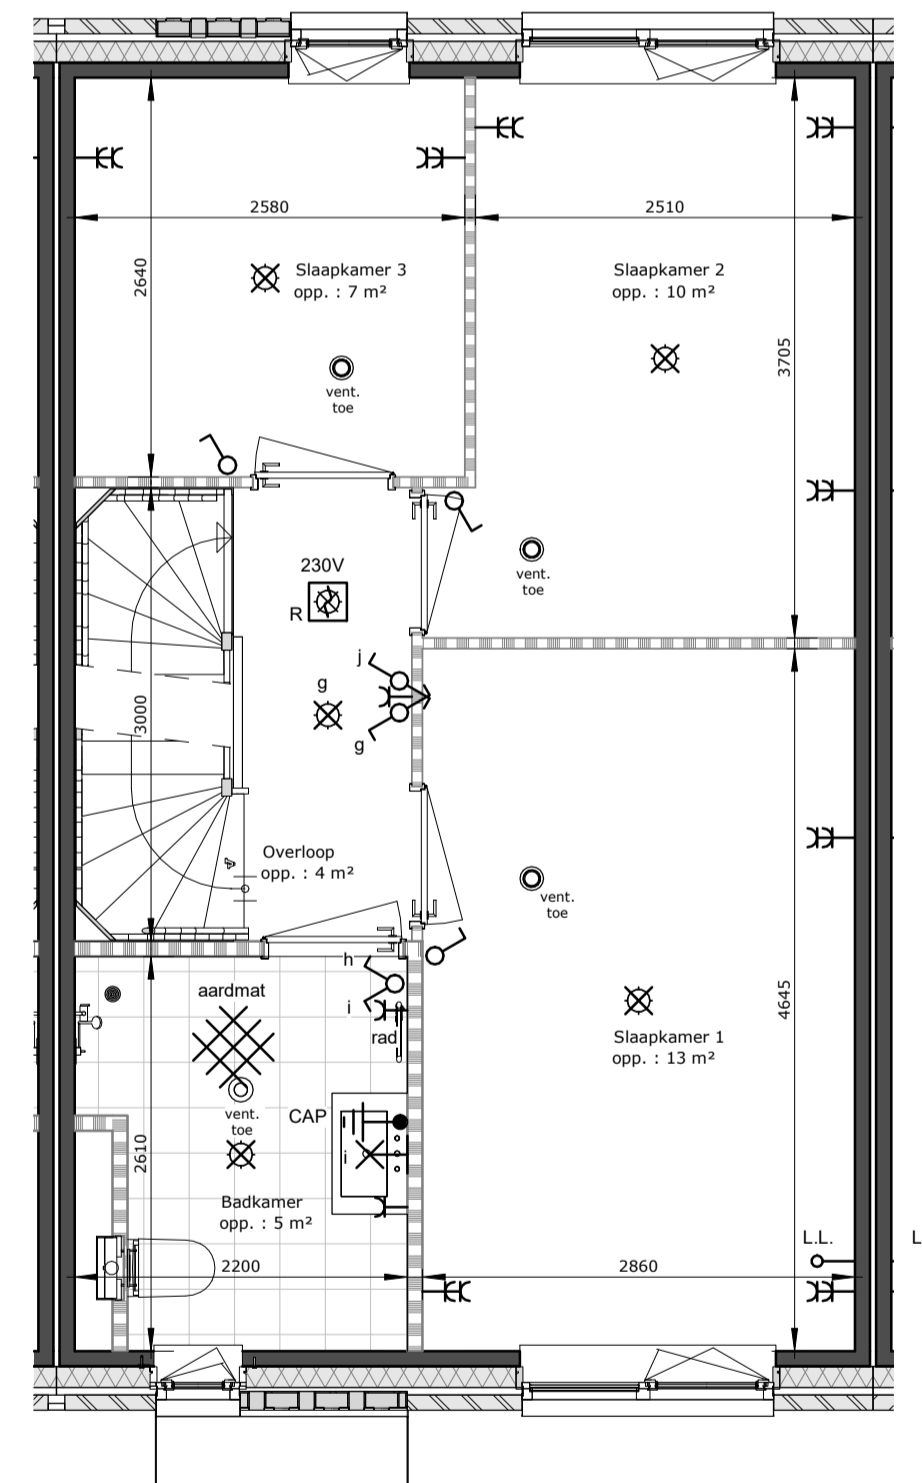 2580
2510
2640
Slaapkamer 3
opp. : 7 m²
Slaapkamer 2
opp. : 10 m²
3705
vent.
toe
vent.
toe
230V
R
j
g
g
3000
Overloop
opp. : 4 m²
A
vent.
toe
h
i
aardmat
rad
4645
Slaapkamer 1
opp. : 13 m²
vent.
toe
CAP
i
2610
Badkamer
opp. : 5 m²
L.L.
L
2200
2860